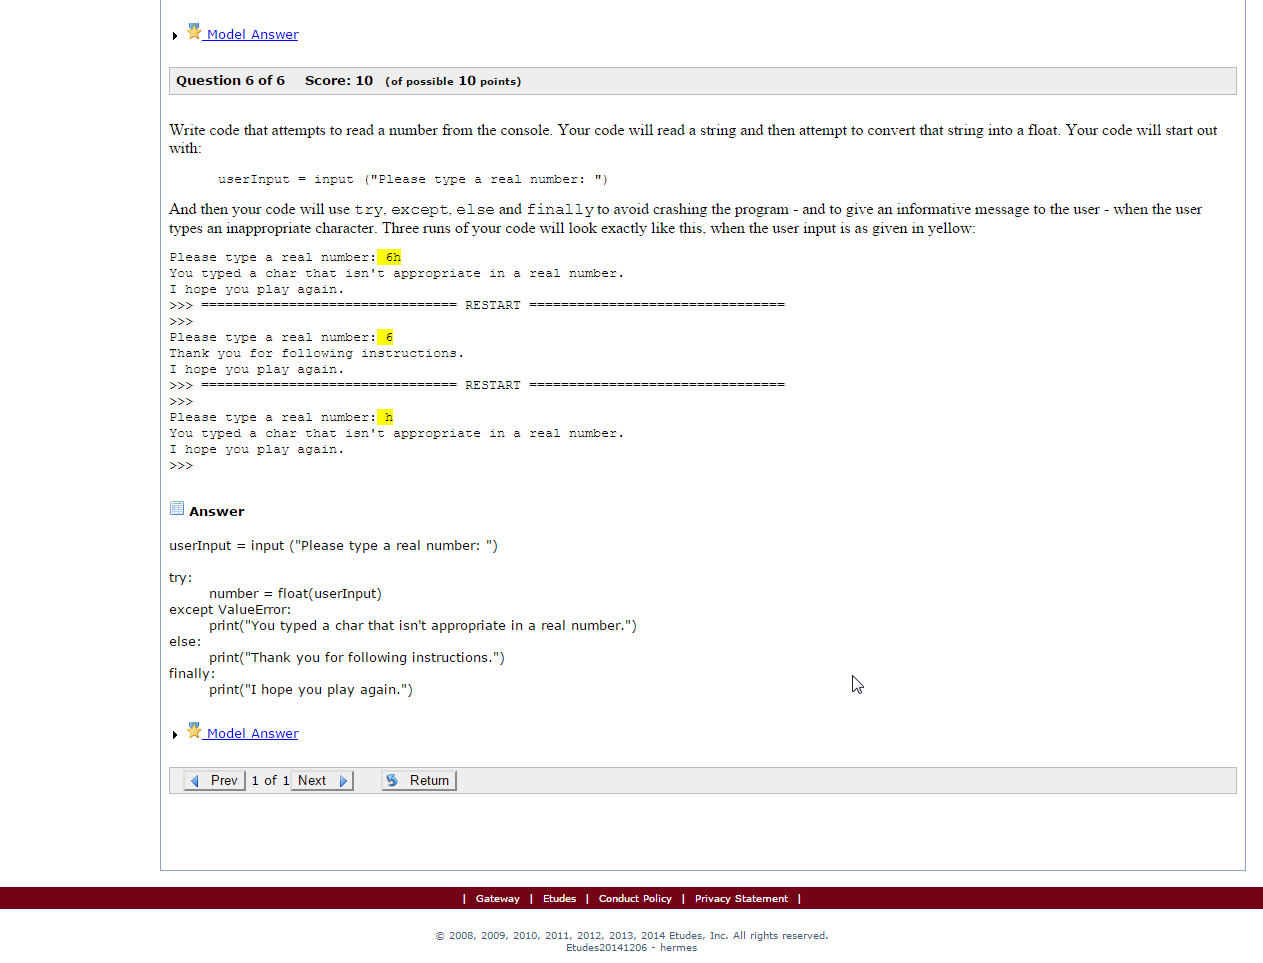 Model Answer
Question 6 of 6 Score: 10 (of possible 10 points)
Write code that attempts to read a number from the console. Your code will read a string and then attempt to convert that string into a float. Your code will start out
with:
userInput = input ("Please type a real number: ")
And then your code will use try, except, else and finally to avoid crashing the program - and to give an informative message to the user - when the user
types an inappropriate character. Three runs of your code will look exactly like this, when the user input is as given in yellow:
Please type a real number: 6h
You typed a char that isn't appropriate in a real number.
I hope you play again.
>>> ================================ RESTART ================================
>>>
Please type a real number: 6
Thank you for following instructions.
I hope you play again.
>>> ================================ RESTART ================================
>>>
Please type a real number: h
You typed a char that isn't appropriate in a real number.
I hope you play again.
>>>
Answer
userInput = input ("Please type a real number: ")
try:
number = float(userInput)
except ValueError:
print("You typed a char that isn't appropriate in a real number.")
else:
print("Thank you for following instructions.")
finally:
print("I hope you play again.")
Model Answer
Prev 1 of 1 Next Return
| Gateway | Etudes | Conduct Policy | Privacy Statement |
© 2008, 2009, 2010, 2011, 2012, 2013, 2014 Etudes, Inc. All rights reserved.
Etudes20141206 - hermes